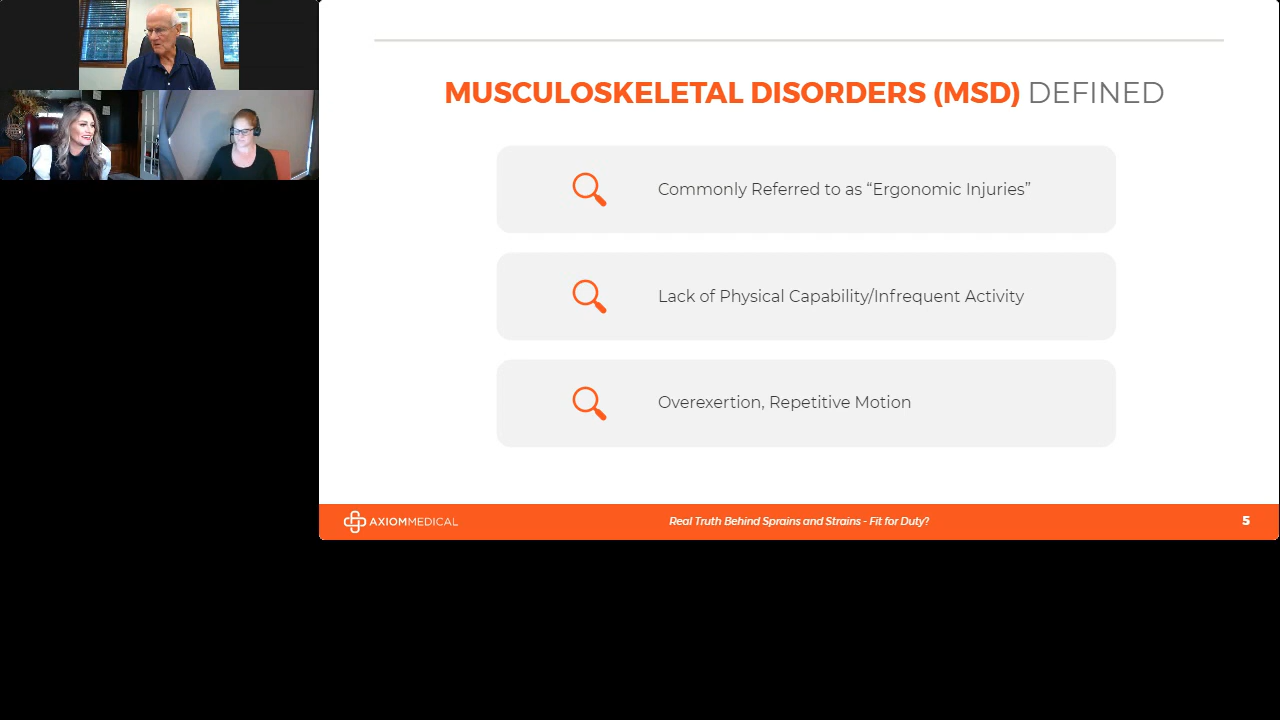 MUSCULOSKELETAL DISORDERS (MSD) DEFINED
Commonly Referred to as “Ergonomic Injuries”
Lack of Physical Capability/Infrequent Activity
Overexertion, Repetitive Motion
AXIOMMEDICAL
Real Truth Behind Sprains and Strains - Fit for Duty?
5